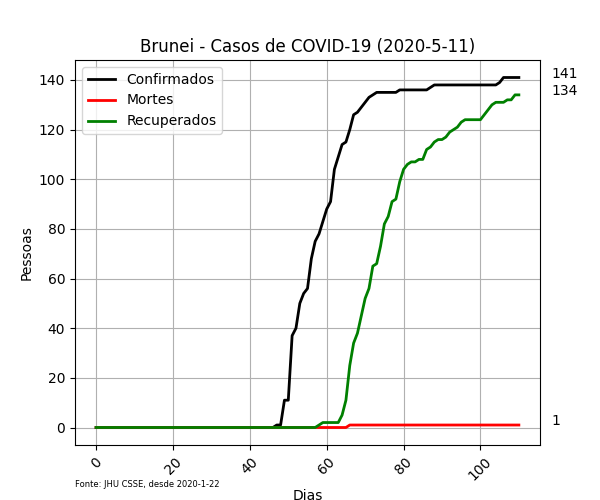 Brunei - Casos de COVID-19 (2020-5-11)
Confirmados
Mortes
Recuperados
141
134
1
Pessoas
140
120
100
80
60
40
20
0
0
20
40
60
80
100
Dias
Fonte: JHU CSSE, desde 2020-1-22